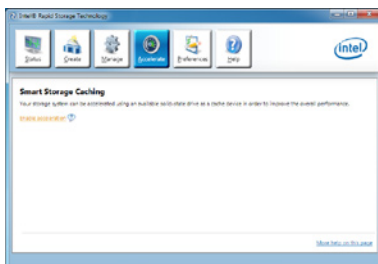 Intel® Rapid Storage Technology
Status
Create
Manage
Accelerate
Preferences
Help
intel
Smart Storage Caching
Your storage system can be accelerated using an available solid-state drive as a cache device in order to improve the overall performance.
Enable acceleration
More help on this page